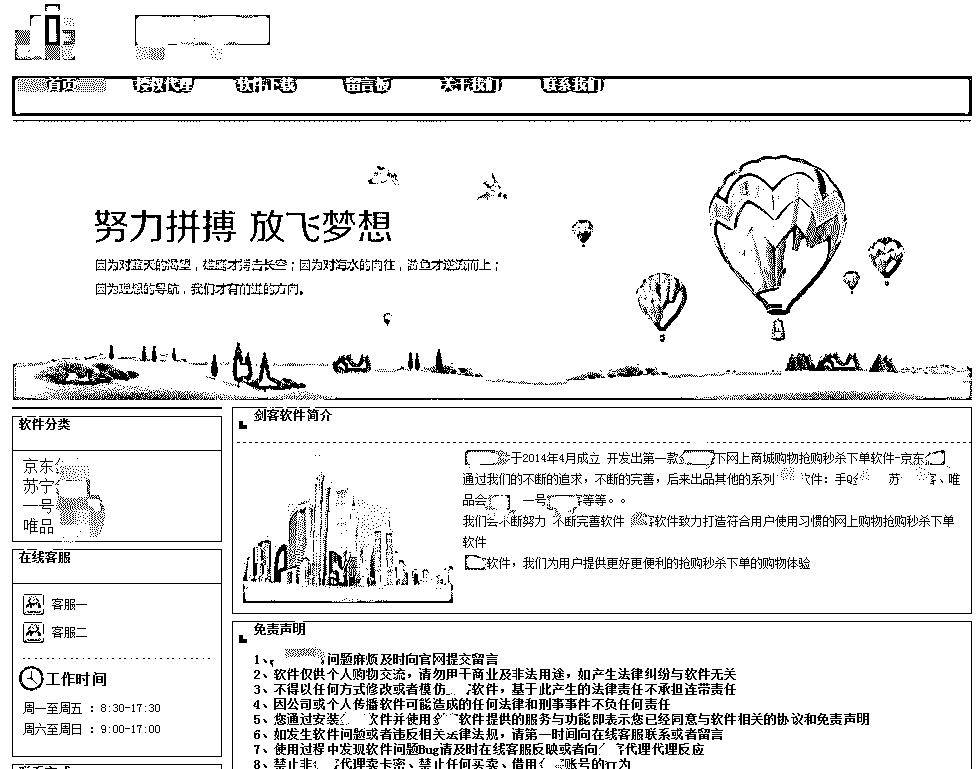 首页 授权代理 软件下载 留言板 关于我们 联系我们
努力拼搏 放飞梦想
因为对蓝天的渴望，雄鹰才搏击长空；因为对海水的向往，游鱼才逆流而上；
因为理想的导航，我们才有前进的方向。
软件分类
京东
苏宁
一号
唯品
在线客服
客服一
客服二
工作时间
周一至周五 : 8:30-17:30
周六至周日 : 9:00-17:00
剑客软件简介
于2014年4月成立 开发出第一款 下网上商城购物抢购秒杀下单软件-京东
通过我们的不断的追求，不断的完善，后来出品其他的系列 软件: 手Q 苏 、唯
品会 一号 等等。。
我们会不断努力 不断完善软件 软件致力打造符合用户使用习惯的网上购物抢购秒杀下单
软件
软件，我们为用户提供更好更便利的抢购秒杀下单的购物体验
免责声明
1、 问题麻烦及时向官网提交留言
2、软件仅供个人购物交流，请勿用于商业及非法用途，如产生法律纠纷与软件无关
3、不得以任何方式修改或者模仿 软件，基于此产生的法律责任不承担连带责任
4、因公司或个人传播软件可能造成的任何法律和刑事事件不负任何责任
5、您通过安装 软件并使用 软件提供的服务与功能即表示您已经同意与软件相关的协议和免责声明
6、如发生软件问题或者违反相关法律法规，请第一时间向在线客服联系或者留言
7、使用过程中发现软件问题Bug请及时在线客服反映或者向 代理代理反应
8、禁止非 代理卖卡密、禁止任何买卖、借用 账号的行为